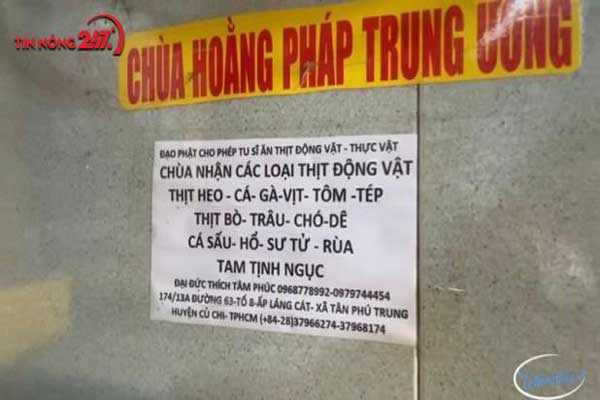 TIN NÓNG 247
CHÙA HOẰNG PHÁP TRUNG ƯƠNG
ĐẠO PHẬT CHO PHÉP TU SĨ ĂN THỊT ĐỘNG VẬT - THỰC VẬT
CHÙA NHẬN CÁC LOẠI THỊT ĐỘNG VẬT
THỊT HEO - CÁ- GÀ-VỊT- TÔM -TÉP
THỊT BÒ- TRÂU- CHÓ-DÊ
CÁ SẤU- HỔ- SƯ TỬ - RÙA
TAM TỊNH NGỤC
ĐẠI ĐỨC THÍCH TÂM PHÚC 0968778992-0979744454
174/13A ĐƯỜNG 63-TỔ 8-ẤP LÁNG CÁT- XÃ TÂN PHÚ TRUNG
HUYỆN CỦ CHI- TPHCM (+84-28)37966274-37968174